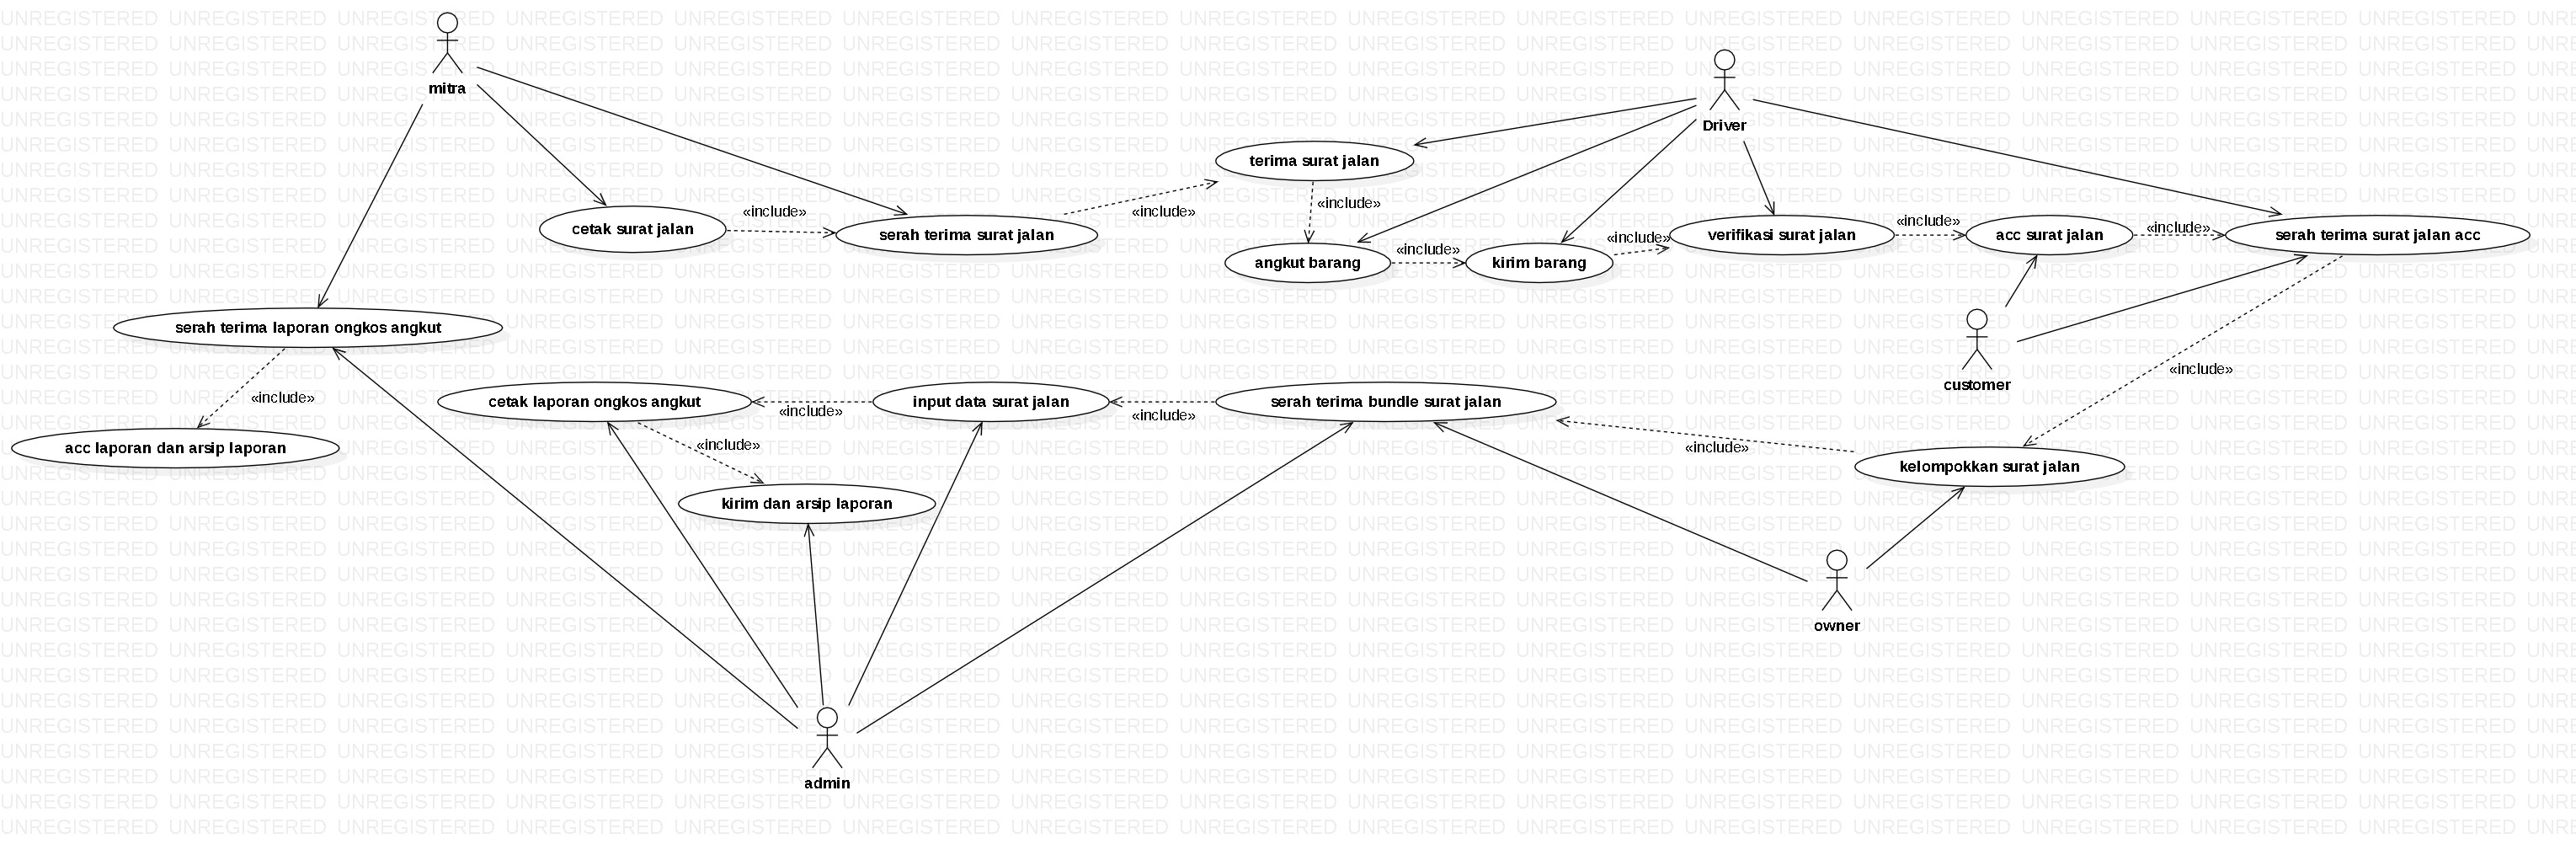 mitra
Driver
terima surat jalan
«include»
cetak surat jalan
«include»
serah terima surat jalan
«include»
angkut barang
«include»
kirim barang
«include»
verifikasi surat jalan
«include»
acc surat jalan
«include»
serah terima surat jalan acc
serah terima laporan ongkos angkut
customer
«include»
«include»
acc laporan dan arsip laporan
cetak laporan ongkos angkut
«include»
input data surat jalan
«include»
serah terima bundle surat jalan
«include»
«include»
kelompokkan surat jalan
kirim dan arsip laporan
owner
admin
UNREGISTERED